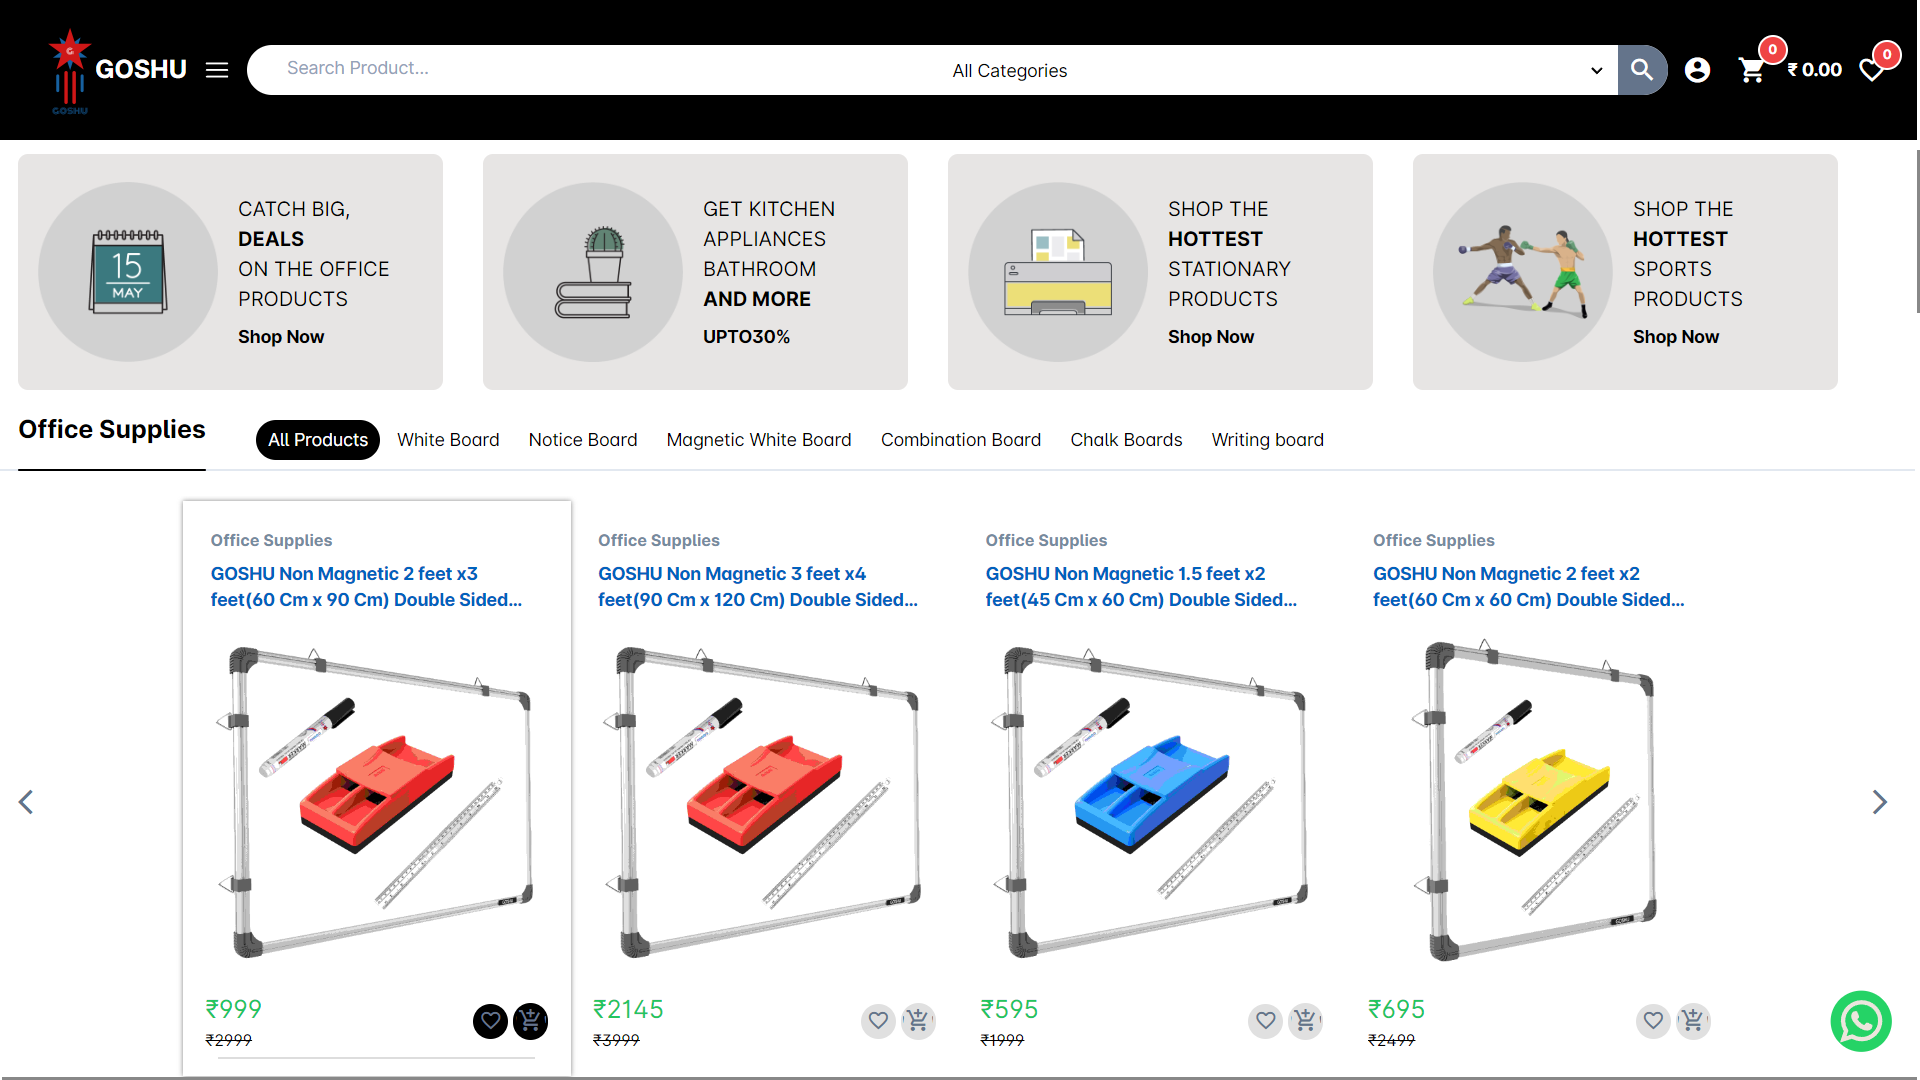 GOSHU
GOSHU
Search Product...
All Categories
0
₹ 0.00
0
CATCH BIG,
DEALS
ON THE OFFICE
PRODUCTS
Shop Now
15
MAY
GET KITCHEN
APPLIANCES
BATHROOM
AND MORE
UPTO30%
SHOP THE
HOTTEST
STATIONARY
PRODUCTS
Shop Now
SHOP THE
HOTTEST
SPORTS
PRODUCTS
Shop Now
Office Supplies
All Products
White Board
Notice Board
Magnetic White Board
Combination Board
Chalk Boards
Writing board
Office Supplies
GOSHU Non Magnetic 2 feet x3
feet(60 Cm x 90 Cm) Double Sided...
₹999
₹2999
Office Supplies
GOSHU Non Magnetic 3 feet x4
feet(90 Cm x 120 Cm) Double Sided...
₹2145
₹3999
Office Supplies
GOSHU Non Magnetic 1.5 feet x2
feet(45 Cm x 60 Cm) Double Sided...
₹595
₹1999
Office Supplies
GOSHU Non Magnetic 2 feet x2
feet(60 Cm x 60 Cm) Double Sided...
GOSHU
₹695
₹2499